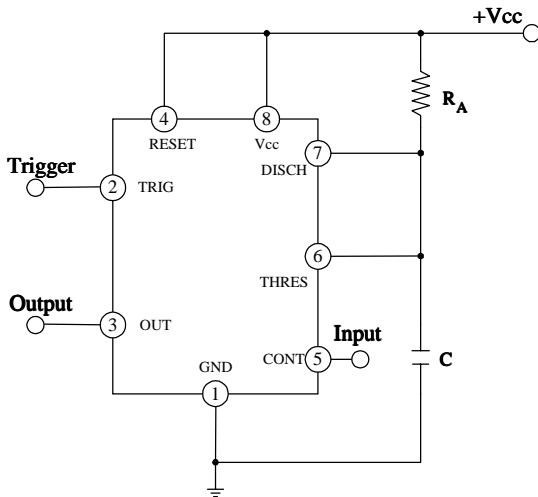 +Vcc
4
8
RESET
Vcc
R_A
7
DISCH
Trigger
2
TRIG
6
THRES
Output
3
OUT
Input
GND
CONT
5
C
1